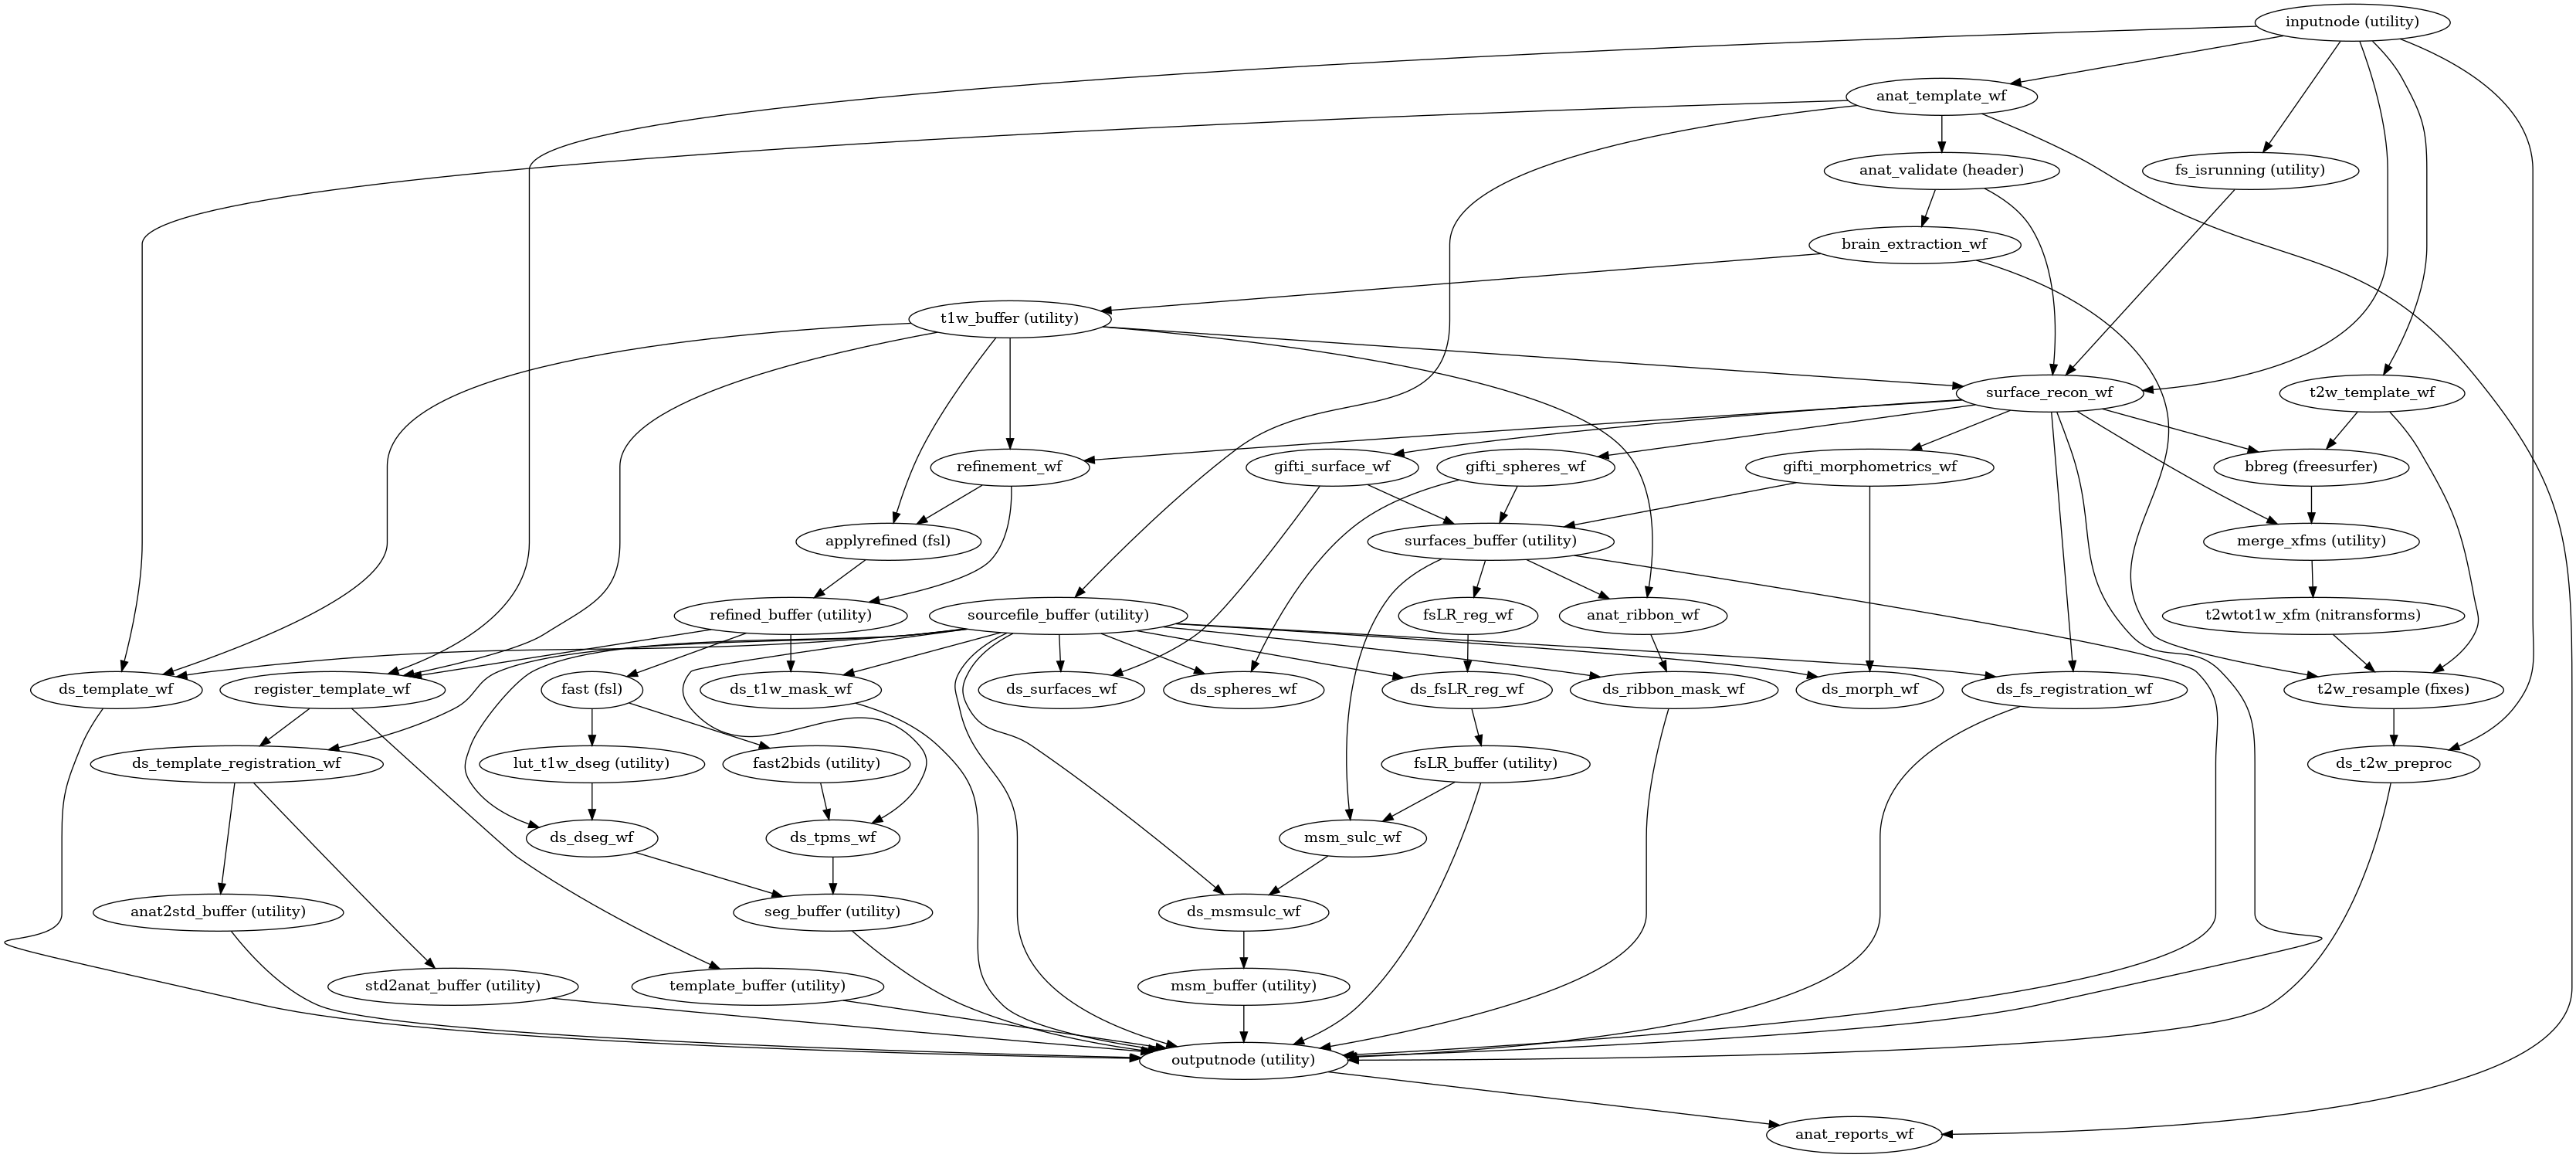 inputnode (utility)
anat_template_wf
anat_validate (header)
fs_isrunning (utility)
brain_extraction_wf
t1w_buffer (utility)
surface_recon_wf
t2w_template_wf
refinement_wf
gifti_surface_wf
gifti_spheres_wf
gifti_morphometrics_wf
bbreg (freesurfer)
applyrefined (fsl)
surfaces_buffer (utility)
merge_xfms (utility)
refined_buffer (utility)
sourcefile_buffer (utility)
fsLR_reg_wf
anat_ribbon_wf
t2wtot1w_xfm (nitransforms)
ds_template_wf
register_template_wf
fast (fsl)
ds_t1w_mask_wf
ds_surfaces_wf
ds_spheres_wf
ds_fsLR_reg_wf
ds_ribbon_mask_wf
ds_morph_wf
ds_fs_registration_wf
t2w_resample (fixes)
ds_template_registration_wf
lut_t1w_dseg (utility)
fast2bids (utility)
fsLR_buffer (utility)
ds_t2w_preproc
ds_dseg_wf
ds_tpms_wf
msm_sulc_wf
anat2std_buffer (utility)
seg_buffer (utility)
ds_msmsulc_wf
std2anat_buffer (utility)
template_buffer (utility)
msm_buffer (utility)
outputnode (utility)
anat_reports_wf